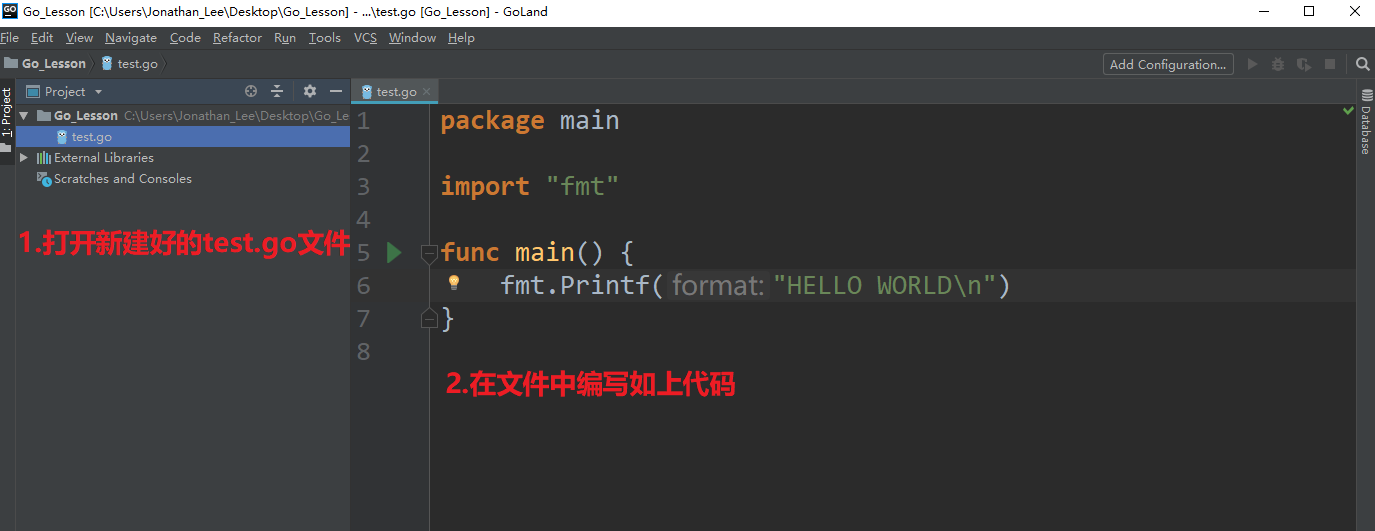 Go_Lesson [C:\Users\Jonathan_Lee\Desktop\Go_Lesson] - ...\test.go [Go_Lesson] - GoLand
File Edit View Navigate Code Refactor Run Tools VCS Window Help
Go_Lesson test.go Add Configuration...
1: Project
Project
test.go
Go_Lesson C:\Users\Jonathan_Lee\Desktop\Go_Le
test.go
External Libraries
Scratches and Consoles
1.打开新建好的test.go文件
1 package main
2
3 import "fmt"
4
5 func main() {
6 fmt.Printf( format: "HELLO WORLD\n")
7 }
8
2.在文件中编写如上代码
Database